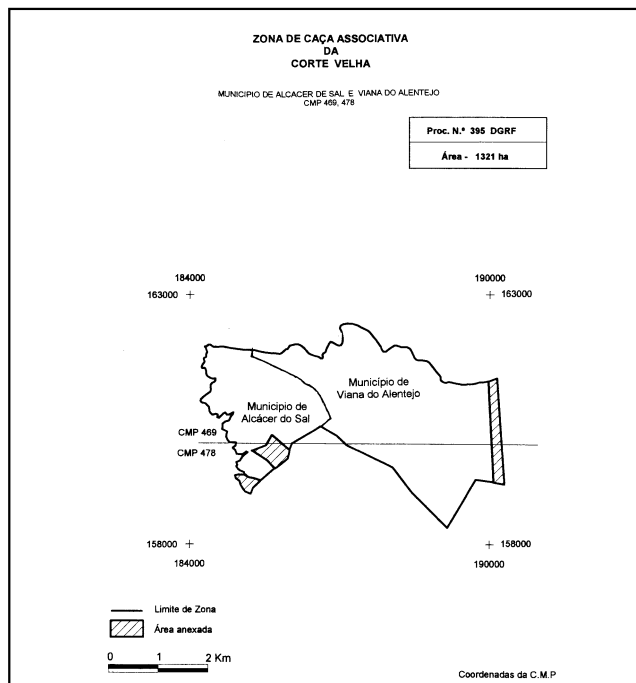 ZONA DE CAÇA ASSOCIATIVA
DA
CORTE VELHA
MUNICIPIO DE ALCACER DE SAL E VIANA DO ALENTEJO
CMP 469, 478
Proc. N.º 395 DGRF
Área - 1321 ha
184000
190000
163000
163000
Município de
Viana do Alentejo
Municipio de
Alcácer do Sal
CMP 469
CMP 478
158000
158000
184000
190000
Limite de Zona
Área anexada
0 1 2 Km
Coordenadas da C.M.P